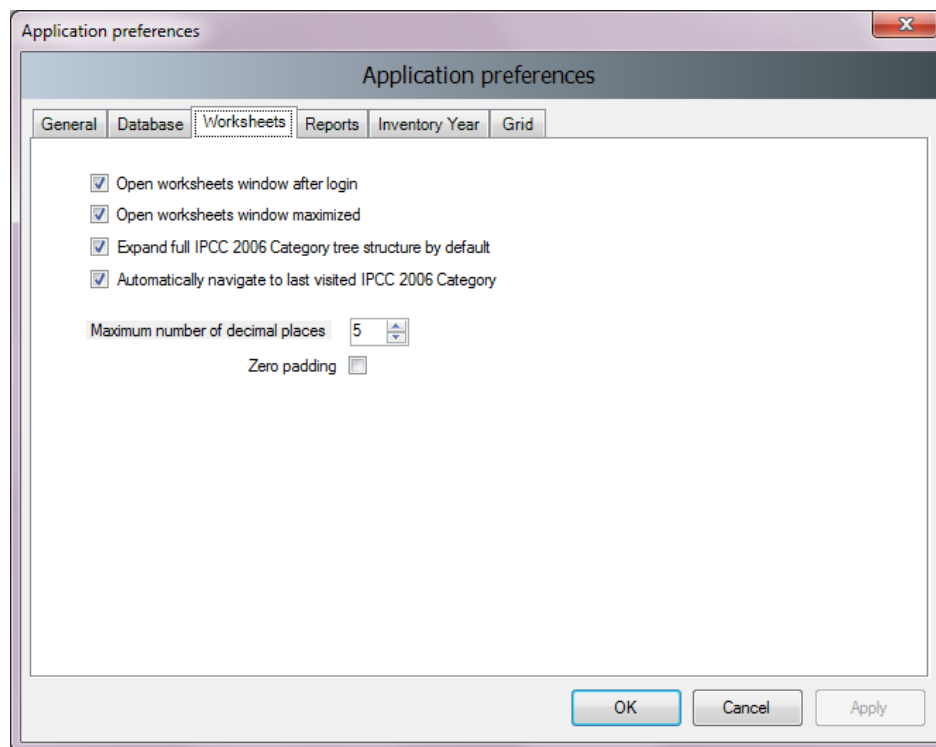 Application preferences
Application preferences
General Database Worksheets Reports Inventory Year Grid
Open worksheets window after login
Open worksheets window maximized
Expand full IPCC 2006 Category tree structure by default
Automatically navigate to last visited IPCC 2006 Category
Maximum number of decimal places 5
Zero padding
OK Cancel Apply